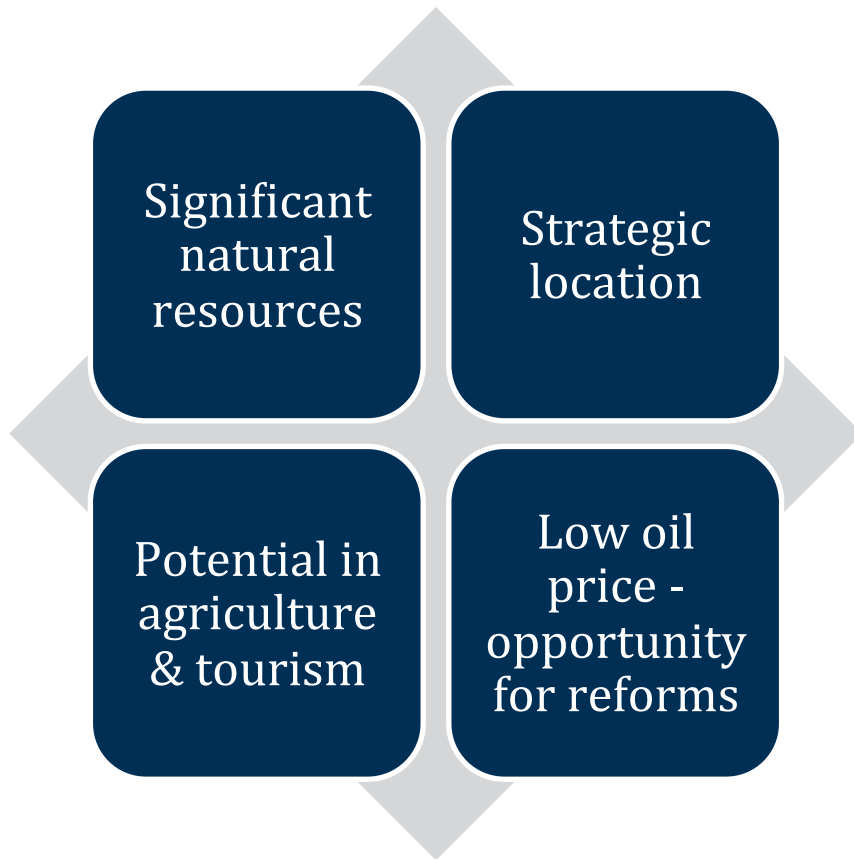 Significant
natural
resources
Strategic
location
Potential in
agriculture
& tourism
Low oil
price -
opportunity
for reforms